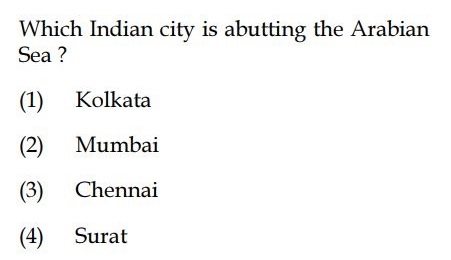 Which Indian city is abutting the Arabian
Sea ?
(1) Kolkata
(2) Mumbai
(3) Chennai
(4) Surat